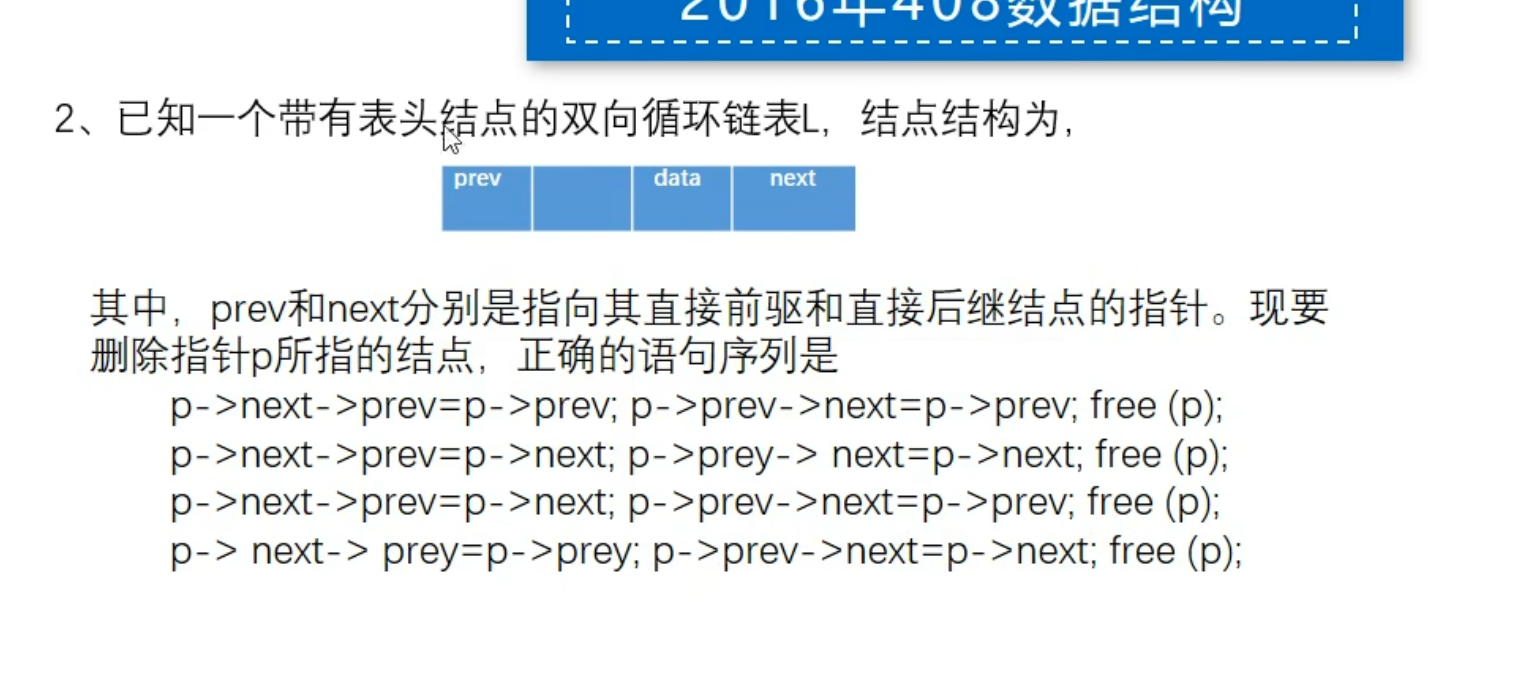 2016年408数据结构
2、已知一个带有表头结点的双向循环链表L，结点结构为，
prev data next
其中，prev和next分别是指向其直接前驱和直接后继结点的指针。现要
删除指针p所指的结点，正确的语句序列是
p->next->prev=p->prev; p->prev->next=p->prev; free (p);
p->next->prev=p->next; p->prey-> next=p->next; free (p);
p->next->prev=p->next; p->prev->next=p->prev; free (p);
p-> next-> prey=p->prey; p->prev->next=p->next; free (p);